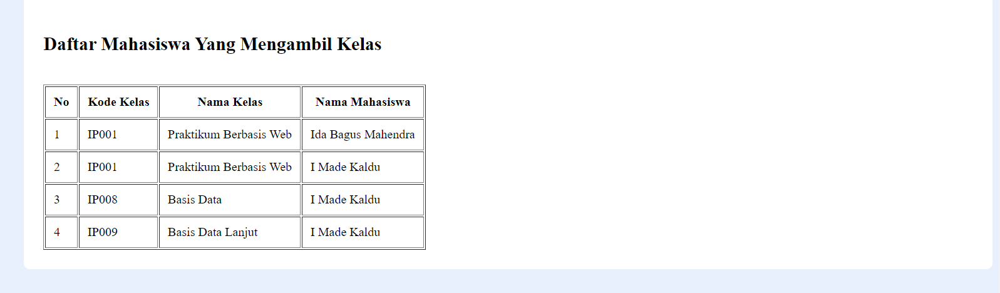 Daftar Mahasiswa Yang Mengambil Kelas
No Kode Kelas Nama Kelas Nama Mahasiswa
1 IP001 Praktikum Berbasis Web Ida Bagus Mahendra
2 IP001 Praktikum Berbasis Web I Made Kaldu
3 IP008 Basis Data I Made Kaldu
4 IP009 Basis Data Lanjut I Made Kaldu